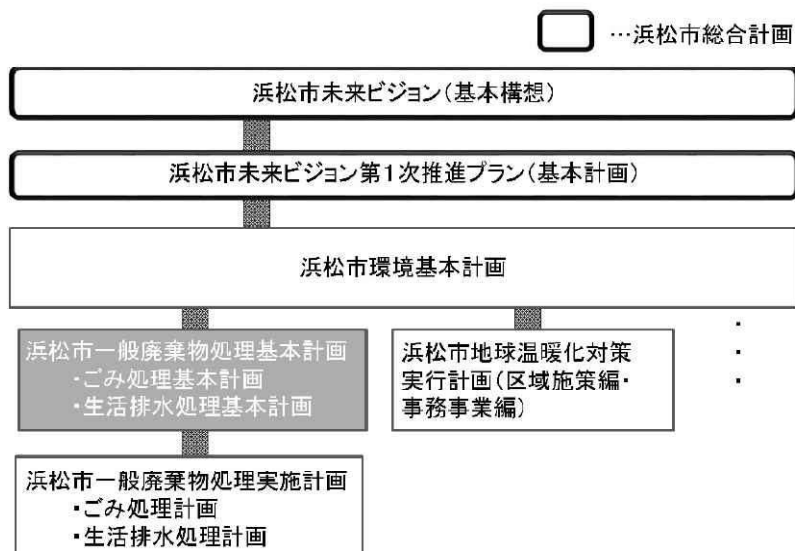 …浜松市総合計画
浜松市未来ビジョン(基本構想)
浜松市未来ビジョン第1次推進プラン(基本計画)
浜松市環境基本計画
浜松市一般廃棄物処理基本計画
・ごみ処理基本計画
・生活排水処理基本計画
浜松市地球温暖化対策
実行計画(区域施策編・
事務事業編)
・
・
・
浜松市一般廃棄物処理実施計画
・ごみ処理計画
・生活排水処理計画